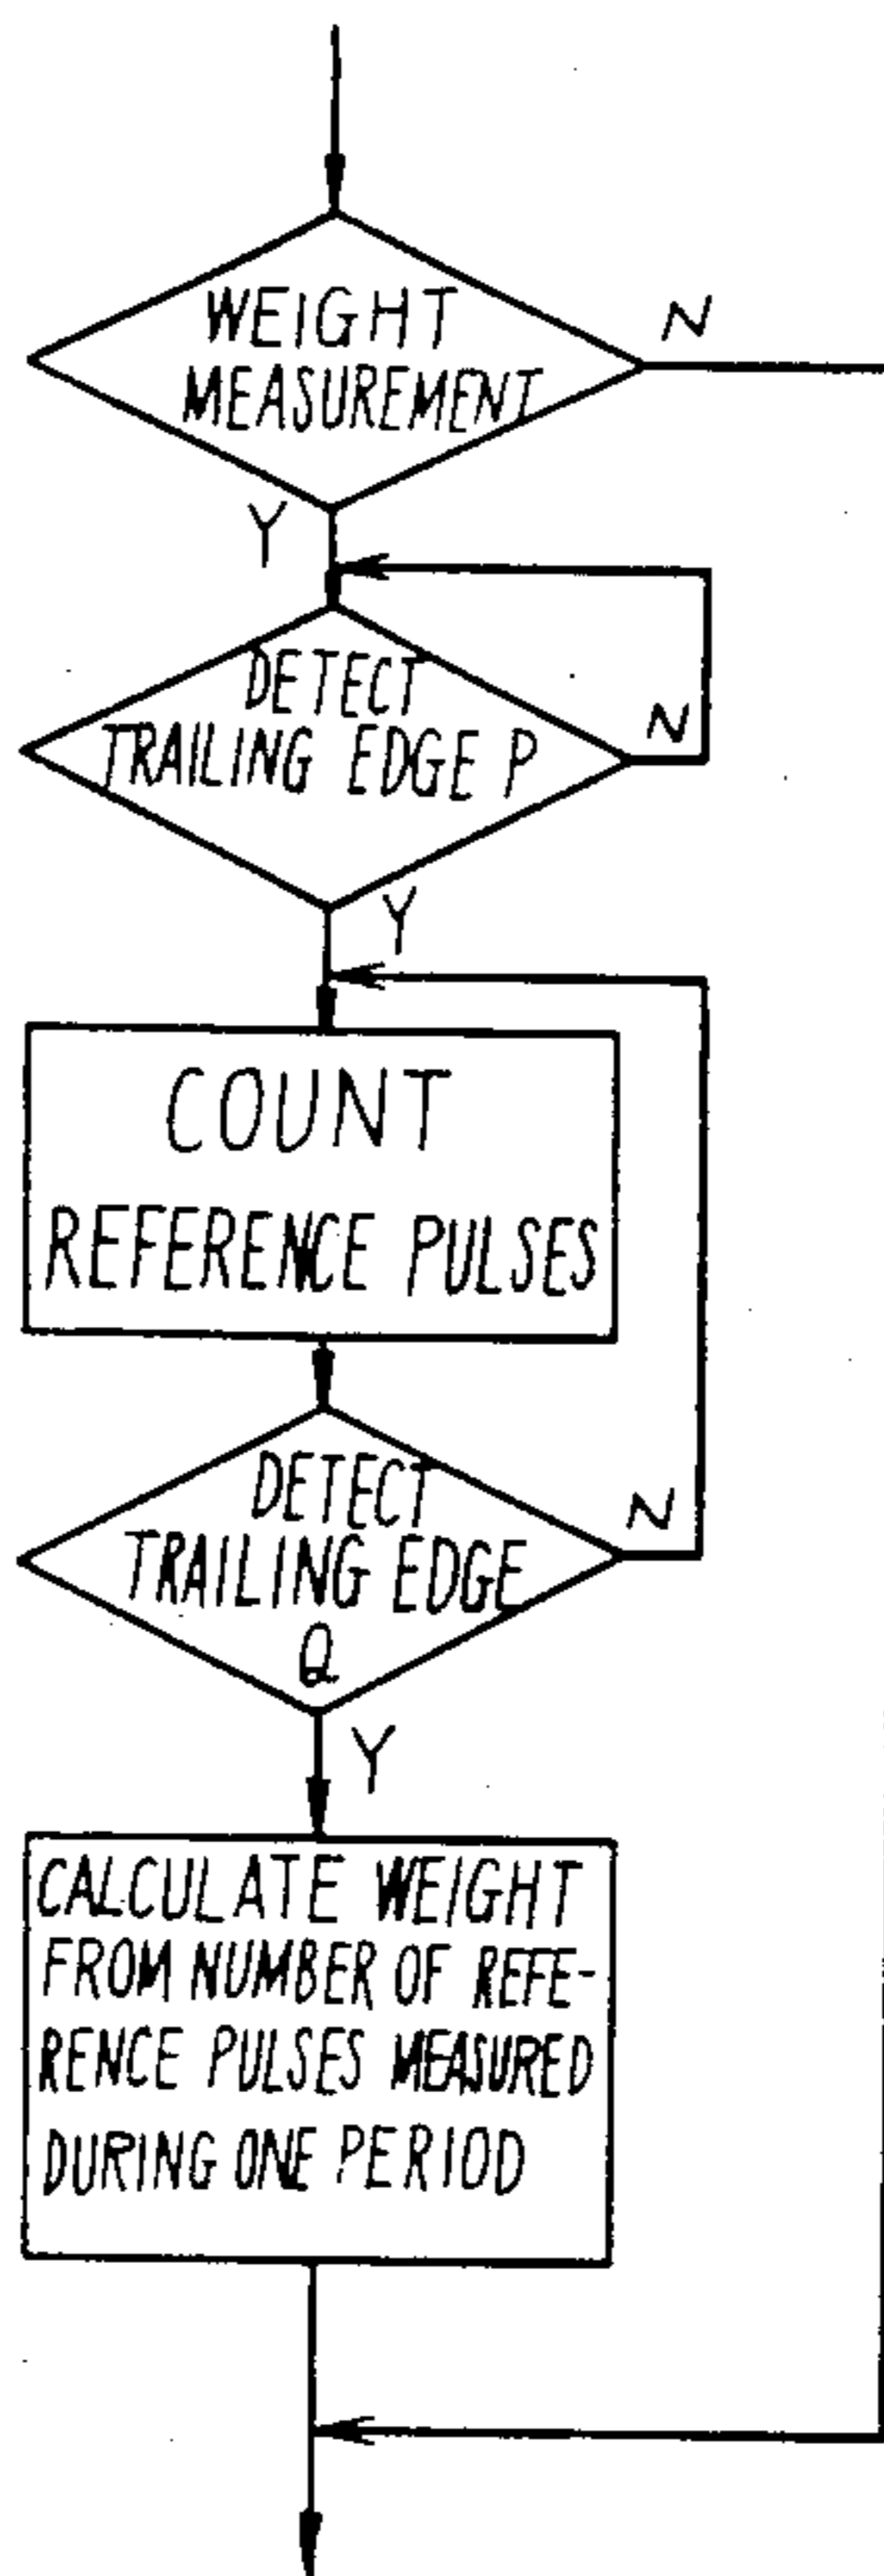 WEIGHT
MEASUREMENT
N
Y
DETECT
TRAILING EDGE P
N
Y
COUNT
REFERENCE PULSES
DETECT
TRAILING EDGE
Q
N
Y
CALCULATE WEIGHT
FROM NUMBER OF REFE-
RENCE PULSES MEASURED
DURING ONE PERIOD